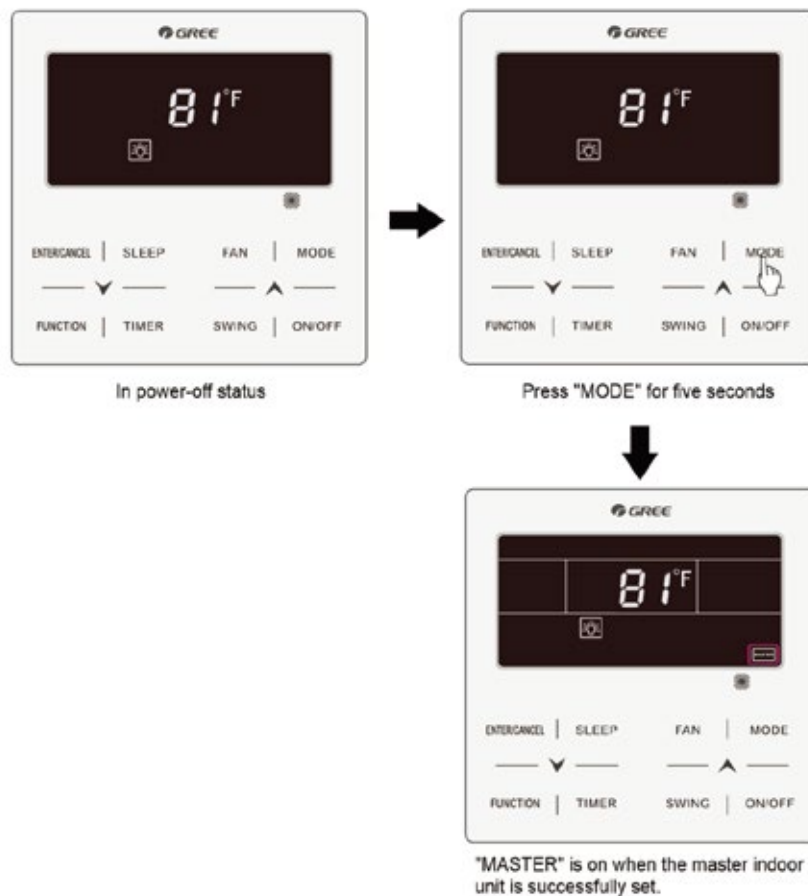 GREE
81°F
ENTER/CANCEL SLEEP FAN MODE
FUNCTION TIMER SWING ON/OFF
In power-off status
GREE
81°F
ENTER/CANCEL SLEEP FAN MODE
FUNCTION TIMER SWING ON/OFF
Press "MODE" for five seconds
GREE
81°F
ENTER/CANCEL SLEEP FAN MODE
FUNCTION TIMER SWING ON/OFF
"MASTER" is on when the master indoor
unit is successfully set.